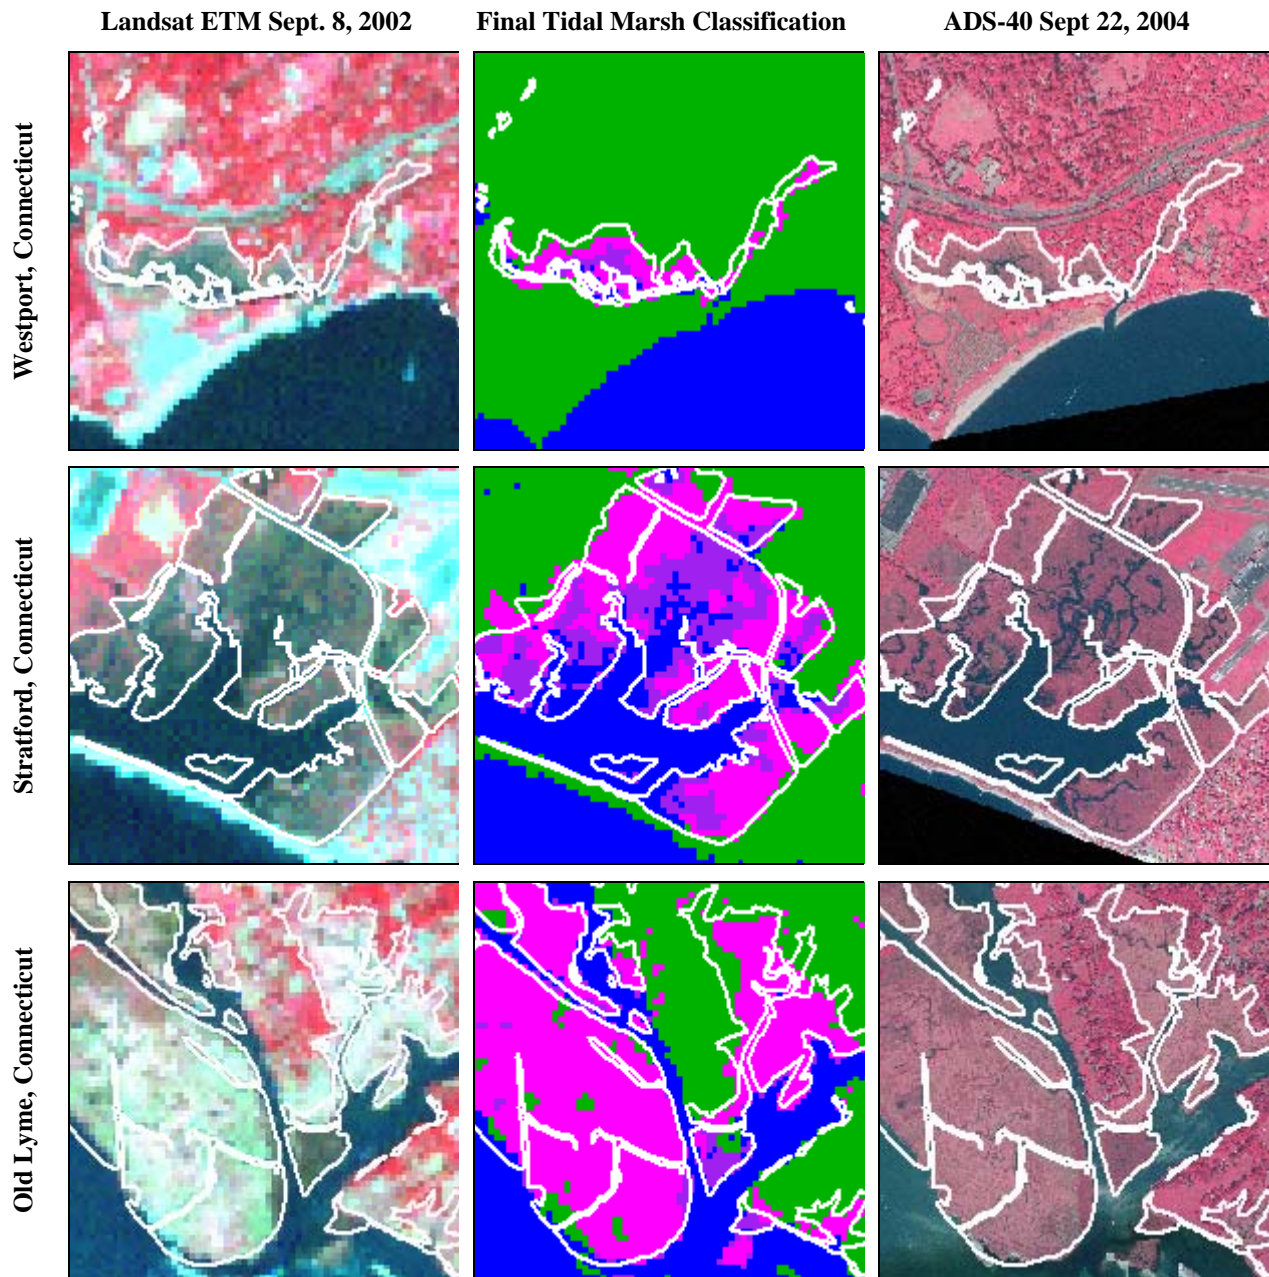 Landsat ETM Sept. 8, 2002
Final Tidal Marsh Classification
ADS-40 Sept 22, 2004
Westport, Connecticut
Stratford, Connecticut
Old Lyme, Connecticut